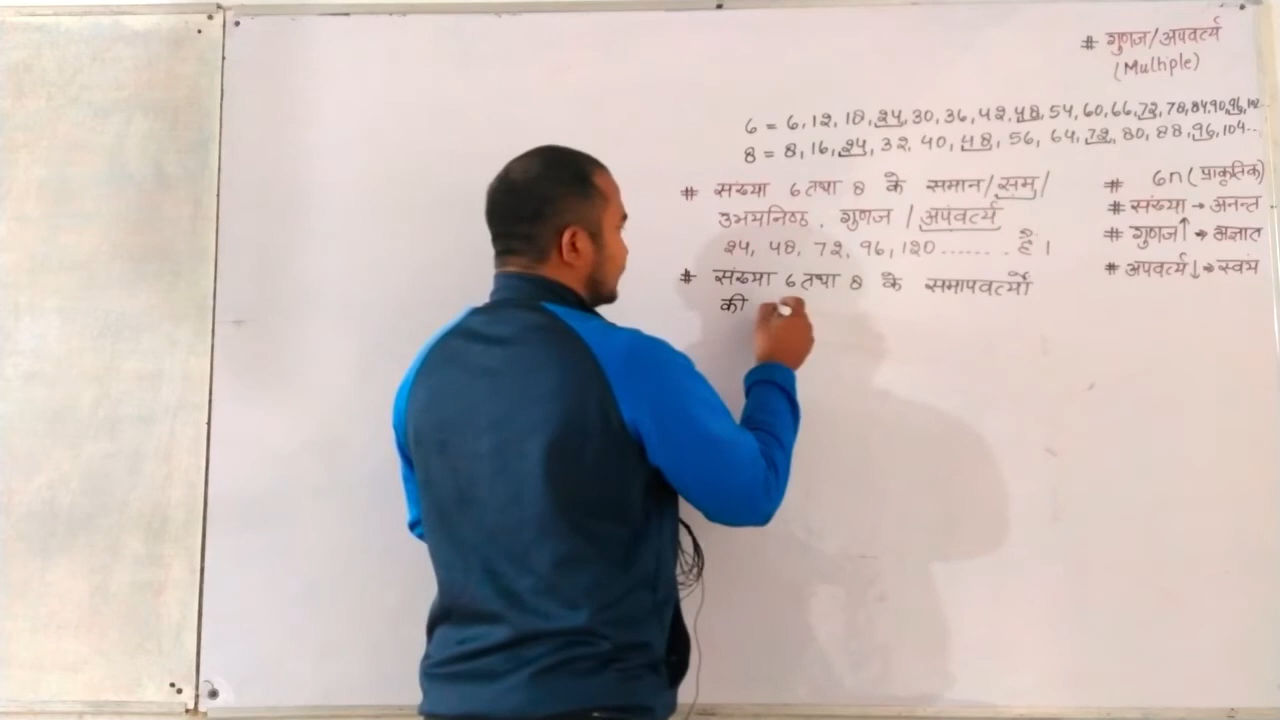 # गुणज/अपवर्त्य
(Multiple)
6 = 6, 12, 18, 24, 30, 36, 42, 48, 54, 60, 66, 72, 78, 84, 90, 96, 102...
8 = 8, 16, 24, 32, 40, 48, 56, 64, 72, 80, 88, 96, 104...
# संख्या 6 तथा 8 के समान/समु/
उभयनिष्ठ. गुणज / अपवर्त्य
24, 48, 72, 96, 120....... हैं।
# संख्या 6 तथा 8 के समापवर्त्यों
की
# 6n (प्राकृतिक)
# संख्या → अनन्त
# गुणज↑ → अज्ञात
# अपवर्त्य↓ → स्वयं